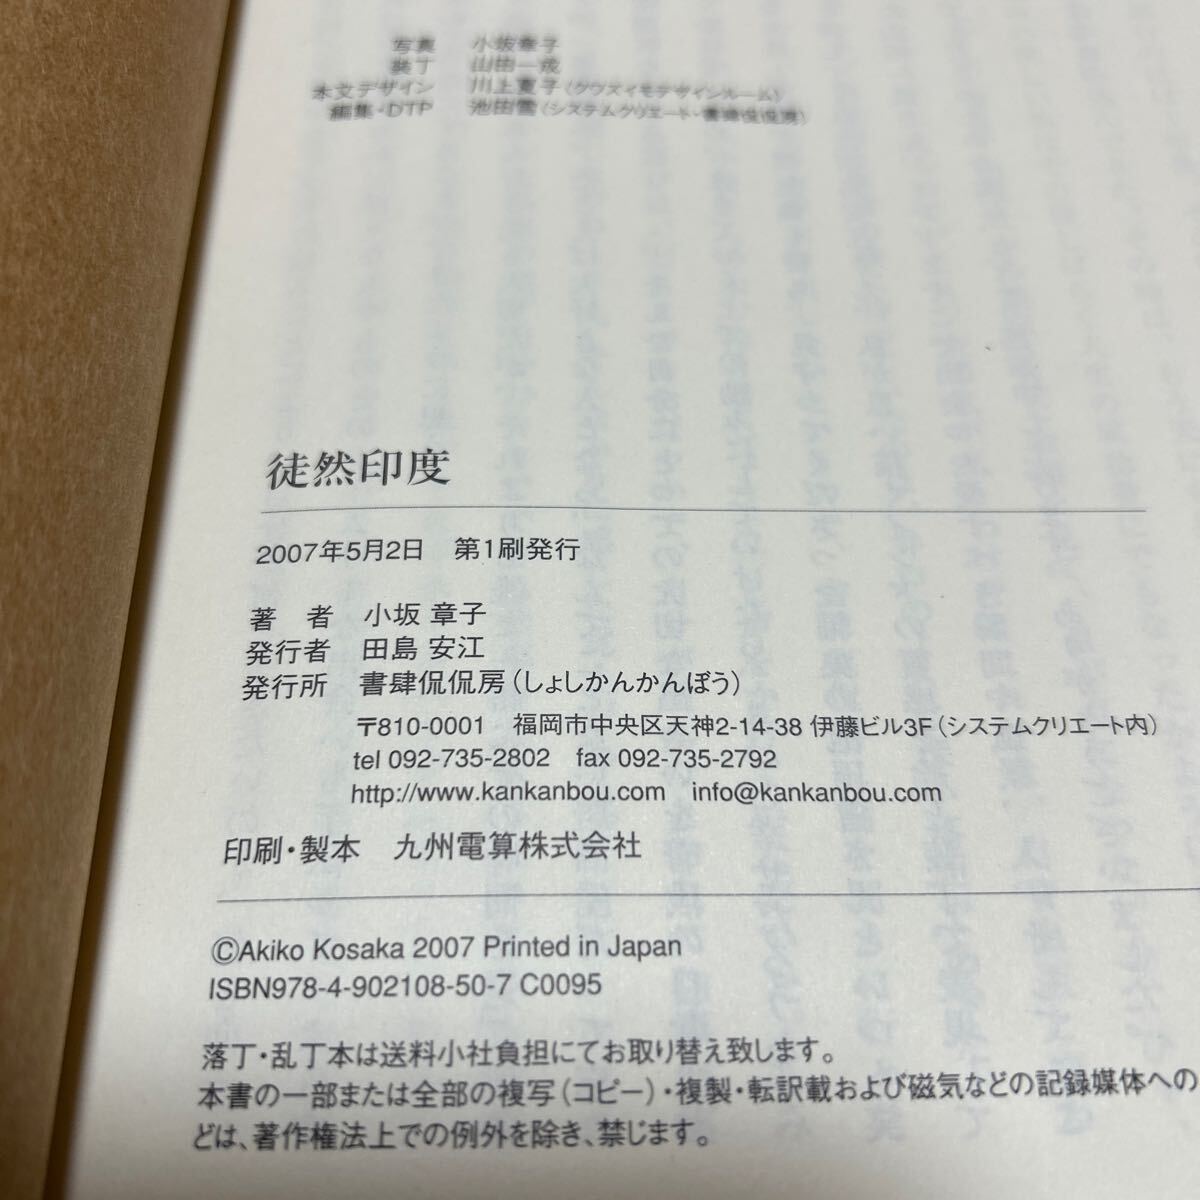 写真 小坂章子
装丁 山田一成
本文デザイン 川上夏子(クワズイモデザインルーム)
編集・DTP 池田雪(システムクリエート・書肆侃侃房)
徒然印度
2007年5月2日 第1刷発行
著 者 小坂 章子
発行者 田島 安江
発行所 書肆侃侃房(しょしかんかんぼう)
〒810-0001 福岡市中央区天神2-14-38 伊藤ビル3F(システムクリエート内)
tel 092-735-2802 fax 092-735-2792
http://www.kankanbou.com info@kankanbou.com
印刷・製本 九州電算株式会社
©Akiko Kosaka 2007 Printed in Japan
ISBN978-4-902108-50-7 C0095
落丁・乱丁本は送料小社負担にてお取り替え致します。
本書の一部または全部の複写(コピー)・複製・転訳載および磁気などの記録媒体への
どは、著作権法上での例外を除き、禁じます。